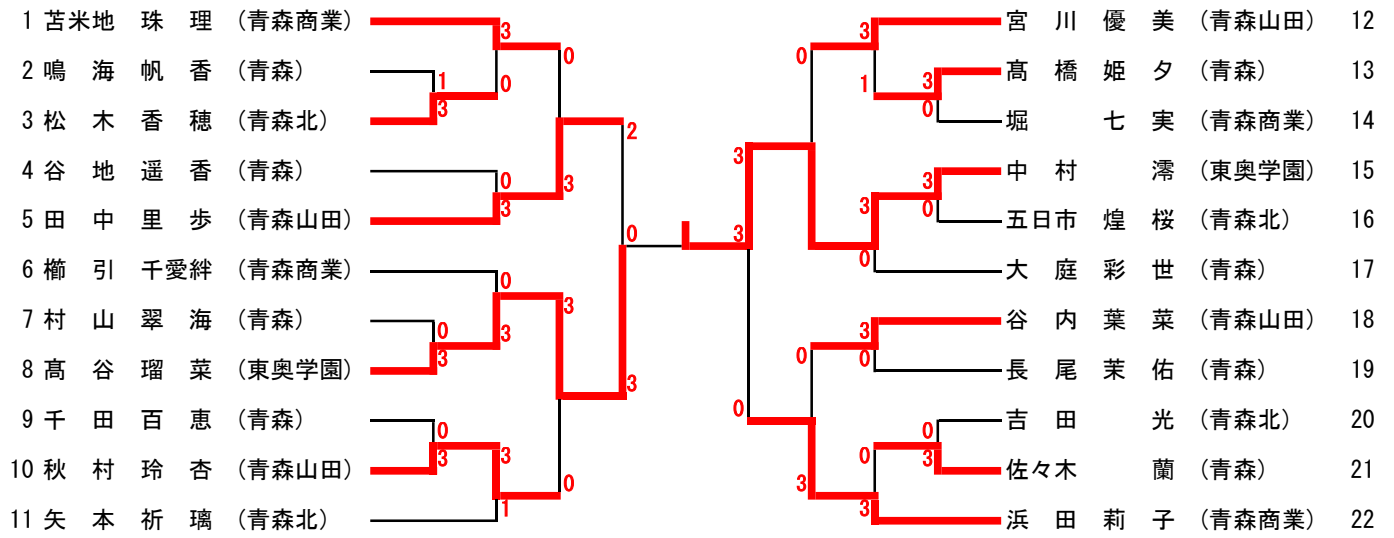 1 苫米地 珠 理 (青森商業)
2 鳴 海 帆 香 (青森)
3 松 木 香 穂 (青森北)
4 谷 地 遥 香 (青森)
5 田 中 里 歩 (青森山田)
6 櫛 引 千愛絆 (青森商業)
7 村 山 翠 海 (青森)
8 髙 谷 瑠 菜 (東奥学園)
9 千 田 百 恵 (青森)
10 秋 村 玲 杏 (青森山田)
11 矢 本 祈 璃 (青森北)
3
0
1
0
3
2
0
3
3
0
0
3
0
3
3
3
0
3
3
0
1
3
0
1
3
0
3
3
0
3
0
3
0
3
0
0
0
0
0
3
3
3
宮 川 優 美 (青森山田) 12
髙 橋 姫 夕 (青森) 13
堀 七 実 (青森商業) 14
中 村 澪 (東奥学園) 15
五日市 煌 桜 (青森北) 16
大 庭 彩 世 (青森) 17
谷 内 葉 菜 (青森山田) 18
長 尾 茉 佑 (青森) 19
吉 田 光 (青森北) 20
佐々木 蘭 (青森) 21
浜 田 莉 子 (青森商業) 22